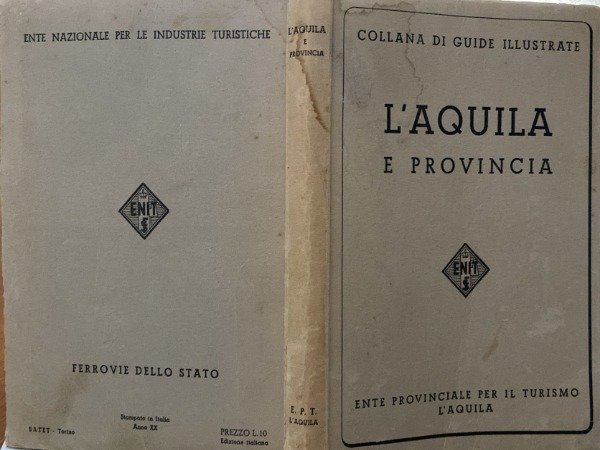 ENTE NAZIONALE PER LE INDUSTRIE TURISTICHE
ENIT
FERROVIE DELLO STATO
SATET - Torino
Stampato in Italia
Anno XX
PREZZO L.10
Edizione italiana
L'AQUILA
E
PROVINCIA
E. P. T.
L'AQUILA
COLLANA DI GUIDE ILLUSTRATE
L'AQUILA
E PROVINCIA
ENIT
ENTE PROVINCIALE PER IL TURISMO
L'AQUILA